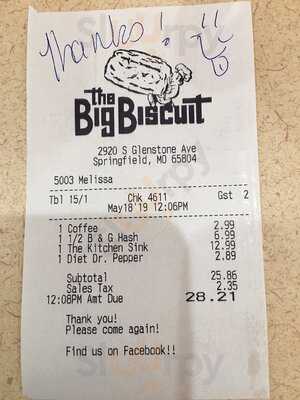 Thanks! !!
the
Big Biscuit
2920 S Glenstone Ave
Springfield, MO 65804
5003 Melissa
Tbl 15/1 Chk 4611 Gst 2
May18'19 12:06PM
1 Coffee 2.99
1 1/2 B & G Hash 6.99
1 The Kitchen Sink 12.99
1 Diet Dr. Pepper 2.89
Subtotal 25.86
Sales Tax 2.35
12:08PM Amt Due 28.21
Thank you!
Please come again!
Find us on Facebook!!